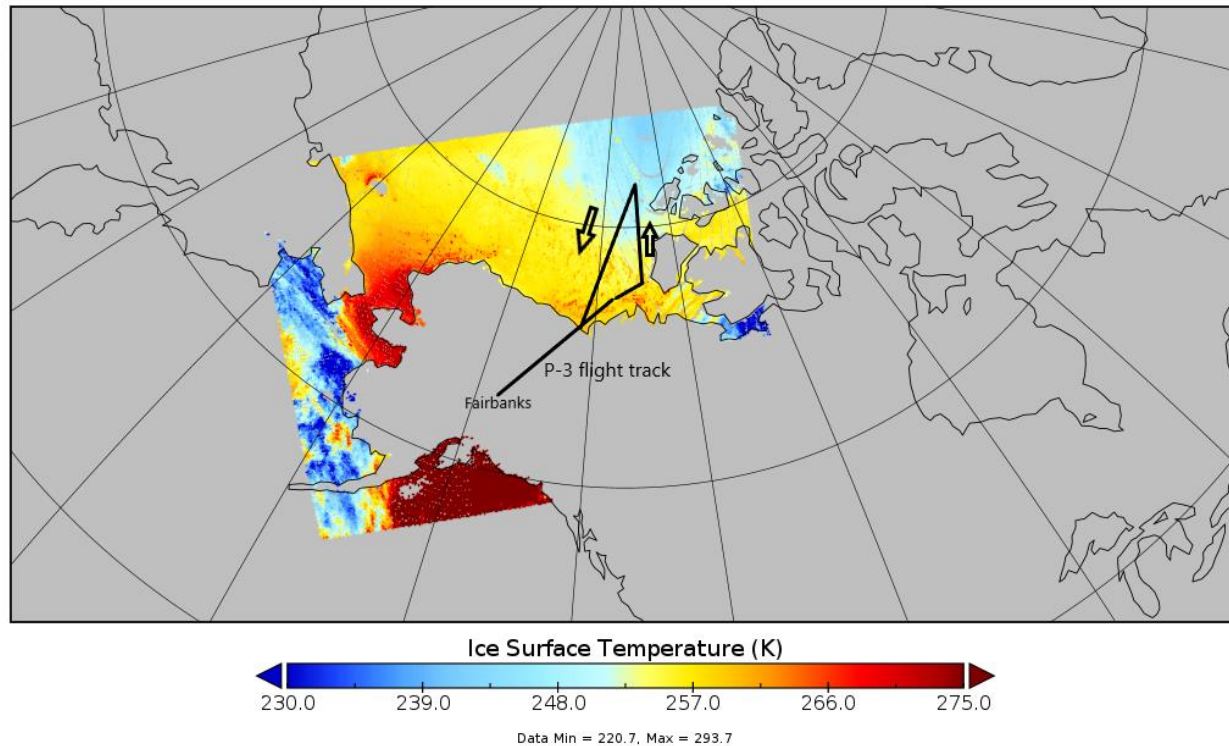 P-3 flight track
Fairbanks
Ice Surface Temperature (K)
230.0 239.0 248.0 257.0 266.0 275.0
Data Min = 220.7, Max = 293.7